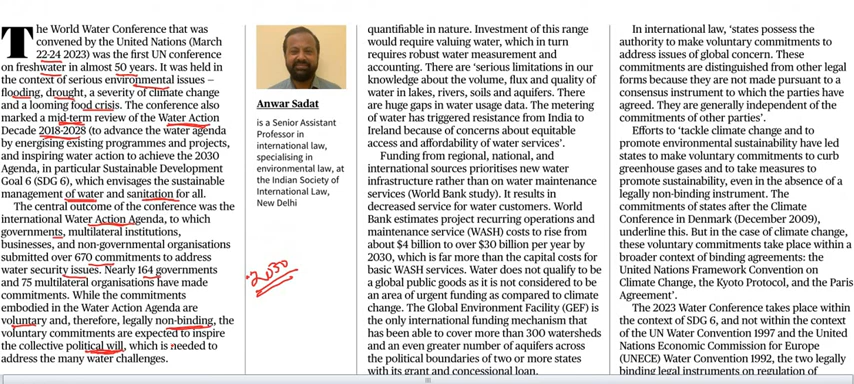 The World Water Conference that was
convened by the United Nations (March
22-24 2023) was the first UN conference
on freshwater in almost 50 years. It was held
in the context of serious environmental issues –
flooding, drought, a severity of climate change
and a looming food crisis. The conference also
marked a mid-term review of the Water Action
Decade 2018-2028 (to advance the water agenda
by energising existing programmes and projects,
and inspiring water action to achieve the 2030
Agenda, in particular Sustainable Development
Goal 6 (SDG 6), which envisages the sustainable
management of water and sanitation for all.
The central outcome of the conference was the
international Water Action Agenda, to which
governments, multilateral institutions,
businesses, and non-governmental organisations
submitted over 670 commitments to address
water security issues. Nearly 164 governments
and 75 multilateral organisations have made
commitments. While the commitments
embodied in the Water Action Agenda are
voluntary and, therefore, legally non-binding, the
voluntary commitments are expected to inspire
the collective political will, which is needed to
address the many water challenges.
Anwar Sadat
is a Senior Assistant
Professor in
international law,
specialising in
environmental law, at
the Indian Society of
International Law,
New Delhi
2030
quantifiable in nature. Investment of this range
would require valuing water, which in turn
requires robust water measurement and
accounting. There are ‘serious limitations in our
knowledge about the volume, flux and quality of
water in lakes, rivers, soils and aquifers. There
are huge gaps in water usage data. The metering
of water has triggered resistance from India to
Ireland because of concerns about equitable
access and affordability of water services’.
Funding from regional, national, and
international sources prioritises new water
infrastructure rather than on water maintenance
services (World Bank study). It results in
decreased service for water customers. World
Bank estimates project recurring operations and
maintenance service (WASH) costs to rise from
about $4 billion to over $30 billion per year by
2030, which is far more than the capital costs for
basic WASH services. Water does not qualify to be
a global public goods as it is not considered to be
an area of urgent funding as compared to climate
change. The Global Environment Facility (GEF) is
the only international funding mechanism that
has been able to cover more than 300 watersheds
and an even greater number of aquifers across
the political boundaries of two or more states
with its grant and concessional loan.
In international law, ‘states possess the
authority to make voluntary commitments to
address issues of global concern. These
commitments are distinguished from other legal
forms because they are not made pursuant to a
consensus instrument to which the parties have
agreed. They are generally independent of the
commitments of other parties’.
Efforts to ‘tackle climate change and to
promote environmental sustainability have led
states to make voluntary commitments to curb
greenhouse gases and to take measures to
promote sustainability, even in the absence of a
legally non-binding instrument. The
commitments of states after the Climate
Conference in Denmark (December 2009),
underline this. But in the case of climate change,
these voluntary commitments take place within a
broader context of binding agreements: the
United Nations Framework Convention on
Climate Change, the Kyoto Protocol, and the Paris
Agreement’.
The 2023 Water Conference takes place within
the context of SDG 6, and not within the context
of the UN Water Convention 1997 and the United
Nations Economic Commission for Europe
(UNECE) Water Convention 1992, the two legally
binding legal instruments on regulation of